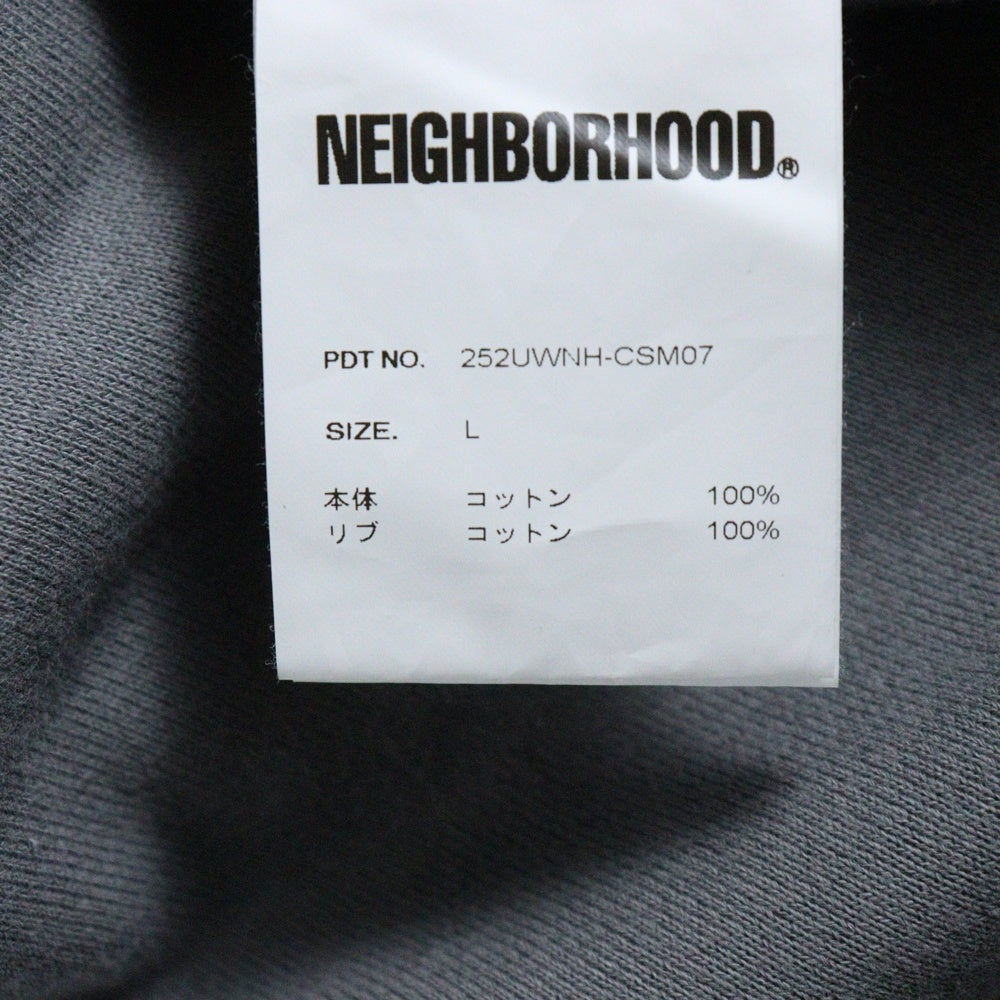 NEIGHBORHOOD.®
PDT NO. 252UWNH-CSM07
SIZE. L
本体 コットン 100%
リブ コットン 100%